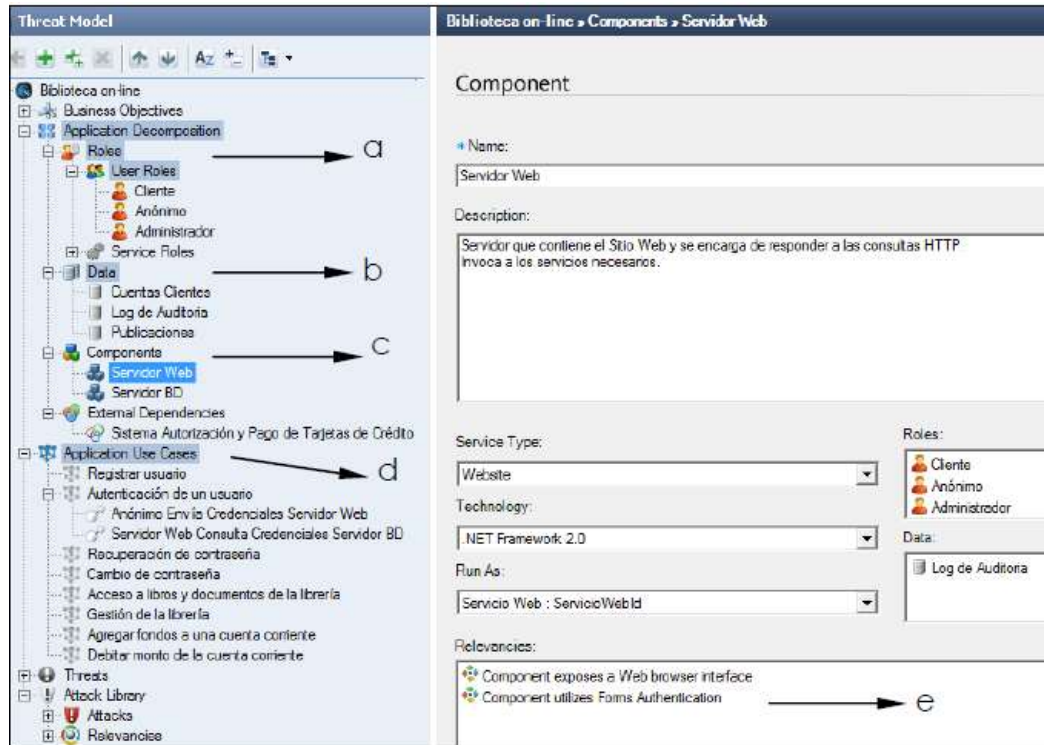 Threat Model
Biblioteca on-line » Components » Servidor Web
Biblioteca on-line
Business Objectives
Application Decomposition
Roles
a
User Roles
Cliente
Anónimo
Administrador
Service Roles
Data
b
Cuentas Clientes
Log de Auditoria
Publicaciones
Components
c
Servidor Web
Servidor BD
External Dependencies
Sistema Autorización y Pago de Tarjetas de Crédito
Application Use Cases
d
Registrar usuario
Autenticación de un usuario
Anónimo Envía Credenciales Servidor Web
Servidor Web Consulta Credenciales Servidor BD
Recuperación de contraseña
Cambio de contraseña
Acceso a libros y documentos de la librería
Gestión de la librería
Agregar fondos a una cuenta corriente
Debitar monto de la cuenta corriente
Threats
Attack Library
Attacks
Relevancies
Component
* Name:
Servidor Web
Description:
Servidor que contiene el Sitio Web y se encarga de responder a las consultas HTTP
Invoca a los servicios necesarios.
Service Type:
Website
Technology:
.NET Framework 2.0
Run As:
Servicio Web : ServicioWebId
Roles:
Cliente
Anónimo
Administrador
Data:
Log de Auditoria
Relevancies:
Component exposes a Web browser interface
Component utilizes Forms Authentication
e